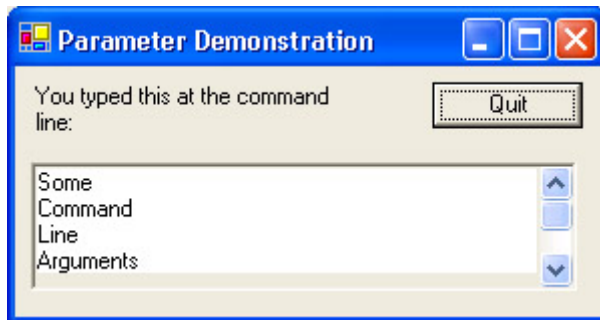 Parameter Demonstration
You typed this at the command
line:
Quit
Some
Command
Line
Arguments